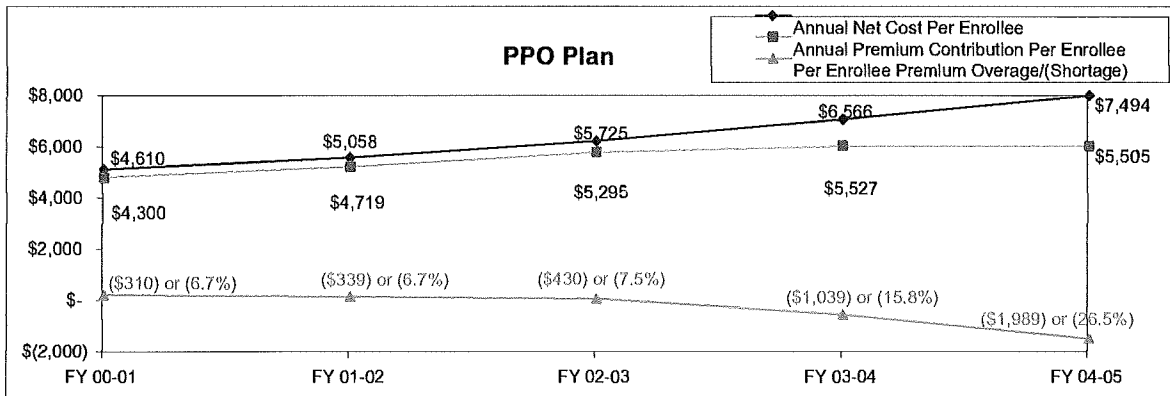 PPO Plan
Annual Net Cost Per Enrollee
Annual Premium Contribution Per Enrollee
Per Enrollee Premium Overage/(Shortage)
$8,000
$6,000
$4,000
$2,000
$-
$(2,000)
$4,610
$5,058
$5,725
$6,566
$7,494
$4,300
$4,719
$5,295
$5,527
$5,505
($310) or (6.7%)
($339) or (6.7%)
($430) or (7.5%)
($1,039) or (15.8%)
($1,989) or (26.5%)
FY 00-01
FY 01-02
FY 02-03
FY 03-04
FY 04-05